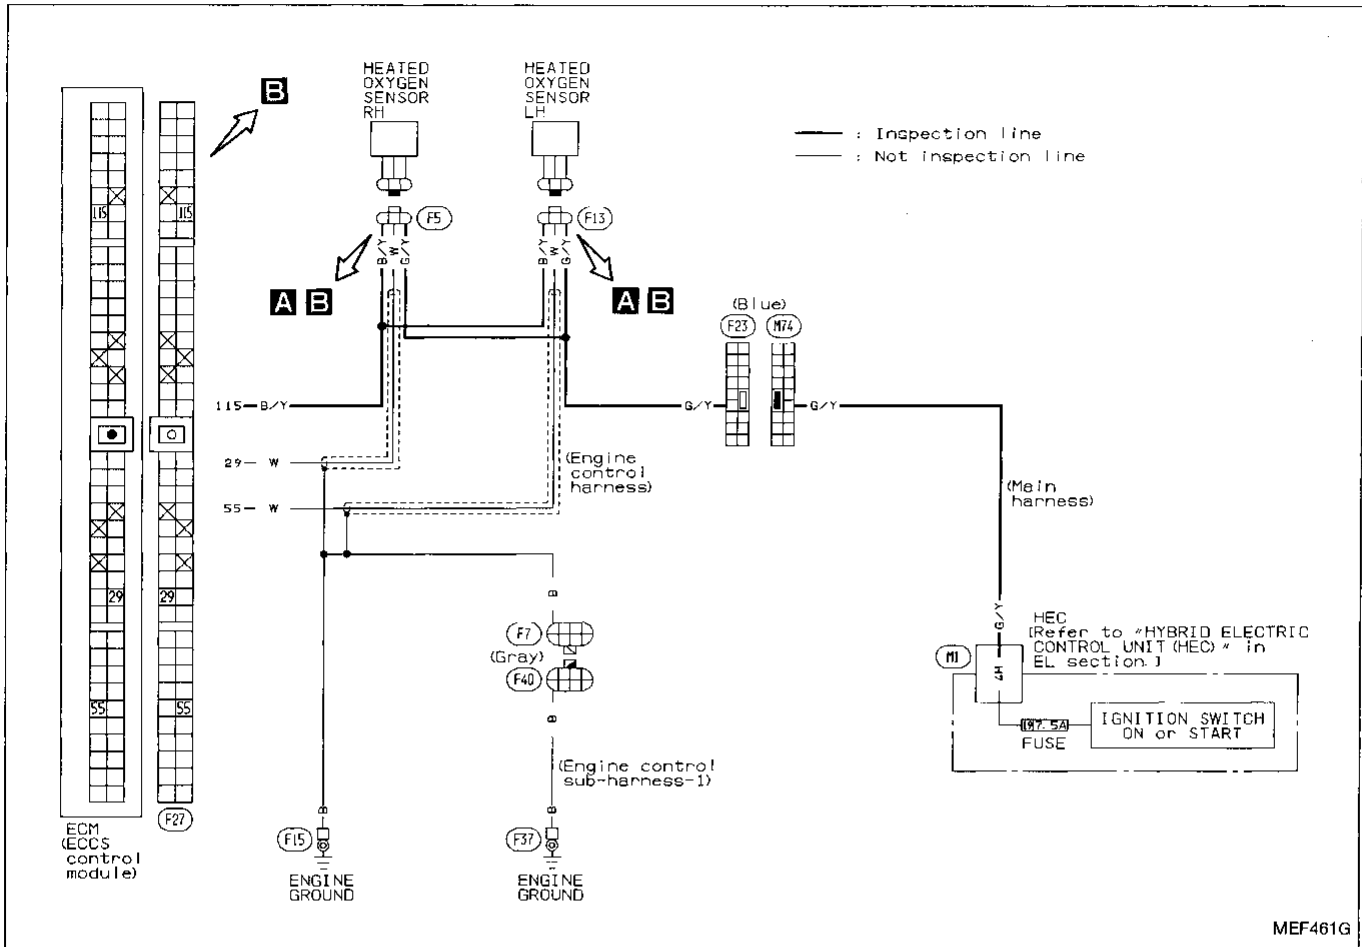 B
HEATED
OXYGEN
SENSOR
RH
HEATED
OXYGEN
SENSOR
LH
: Inspection line
: Not inspection line
115
115
F5
F13
B/Y
W
G/Y
B/Y
W
G/Y
A B
A B
(Blue)
F23
M74
115
B/Y
G/Y
G/Y
29
W
(Engine
control
harness)
55
W
(Main
harness)
29
29
B
F7
(Gray)
F40
G/Y
HEC
[Refer to "HYBRID ELECTRIC
CONTROL UNIT (HEC)" in
EL section.]
M1
4H
55
55
B
19 7.5A
FUSE
IGNITION SWITCH
ON or START
(Engine control
sub-harness-1)
B
B
F27
ECM
(ECCS
control
module)
F15
F37
ENGINE
GROUND
ENGINE
GROUND
MEF461G